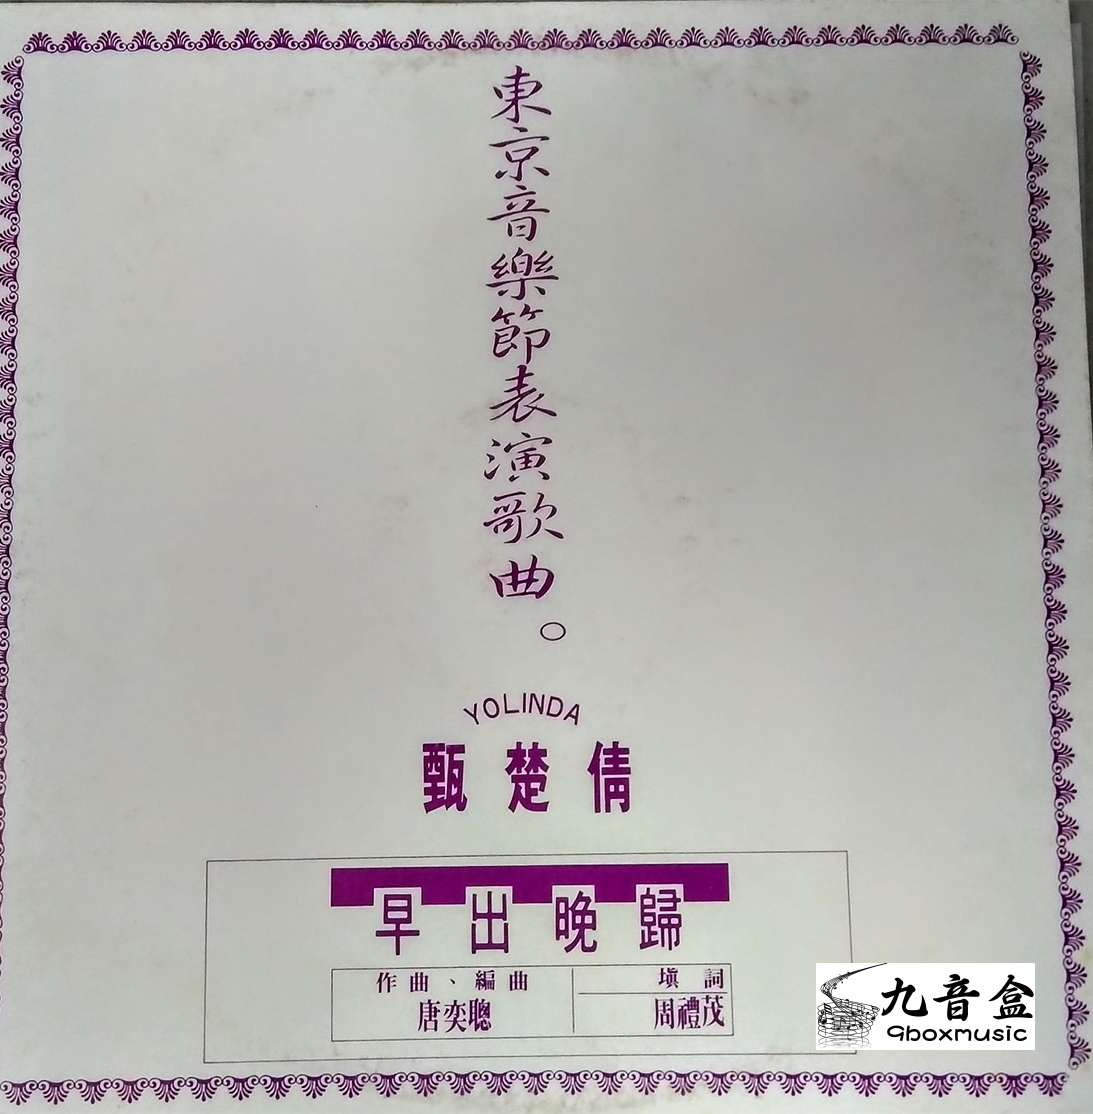 東京音樂節表演歌曲。
YOLINDA
甄楚倩
早出晚歸
作曲、編曲
唐奕聰
填詞
周禮茂
九音盒
9boxmusic